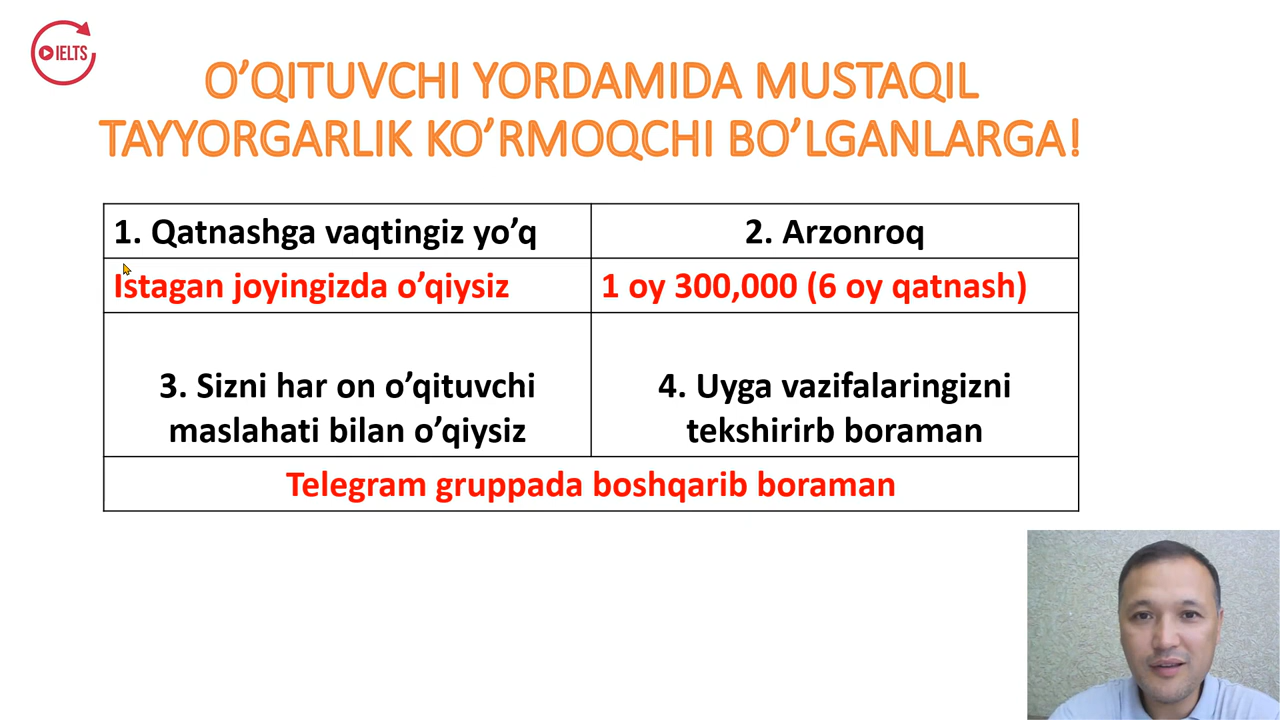 IELTS
O’QITUVCHI YORDAMIDA MUSTAQIL
TAYYORGARLIK KO’RMOQCHI BO’LGANLARGA!
1. Qatnashga vaqtingiz yo’q
2. Arzonroq
Istagan joyingizda o’qiysiz
1 oy 300,000 (6 oy qatnash)
3. Sizni har on o’qituvchi
maslahati bilan o’qiysiz
4. Uyga vazifalaringizni
tekshirirb boraman
Telegram gruppada boshqarib boraman